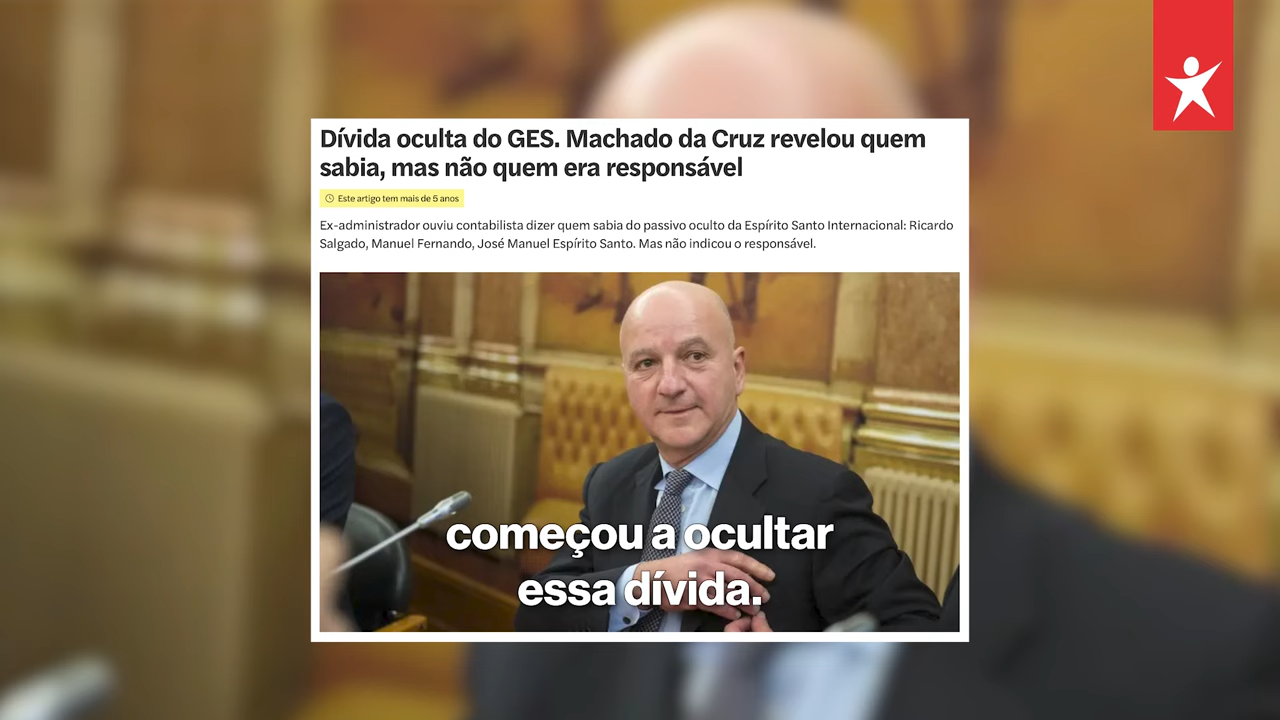 Dívida oculta do GES. Machado da Cruz revelou quem
sabia, mas não quem era responsável
Este artigo tem mais de 5 anos
Ex-administrador ouviu contabilista dizer quem sabia do passivo oculto da Espírito Santo Internacional: Ricardo
Salgado, Manuel Fernando, José Manuel Espírito Santo. Mas não indicou o responsável.
começou a ocultar
essa dívida.